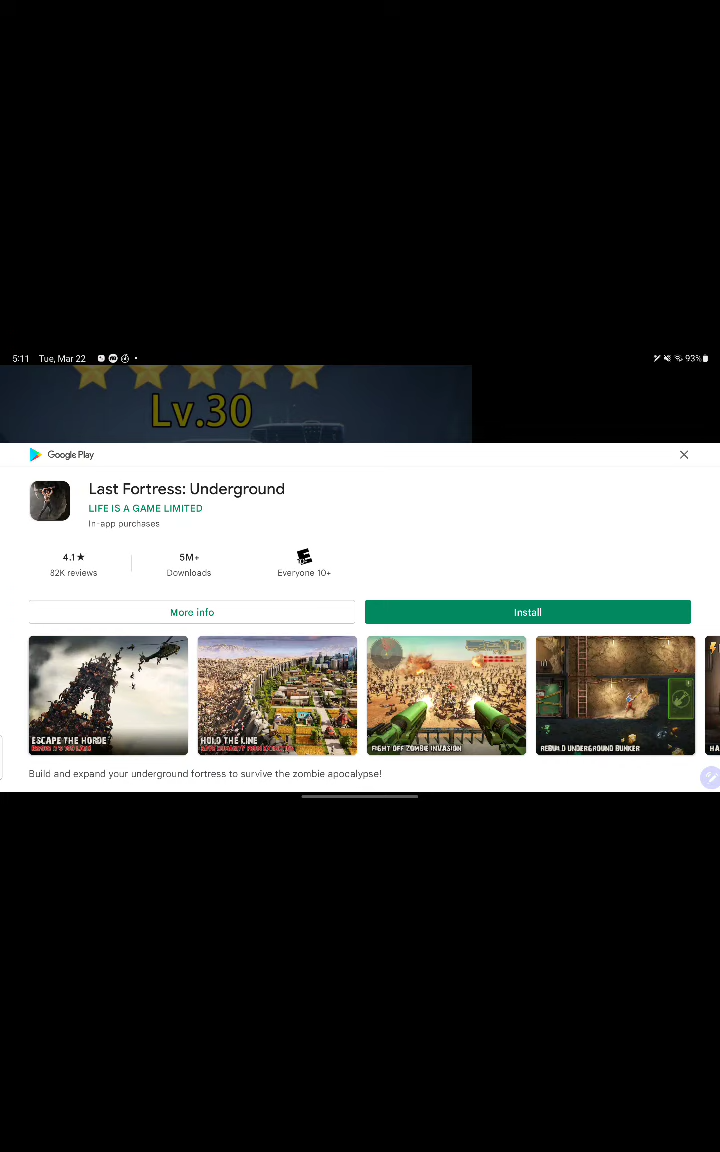 5:11 Tue, Mar 22
93%
Lv.30
Google Play
Last Fortress: Underground
LIFE IS A GAME LIMITED
In-app purchases
4.1★ 5M+ E
82K reviews Downloads Everyone 10+
More info Install
ESCAPE THE HORDE
HOLD THE LINE
FIGHT OFF ZOMBIE INVASION
REBUILD UNDERGROUND BUNKER
HA
Build and expand your underground fortress to survive the zombie apocalypse!